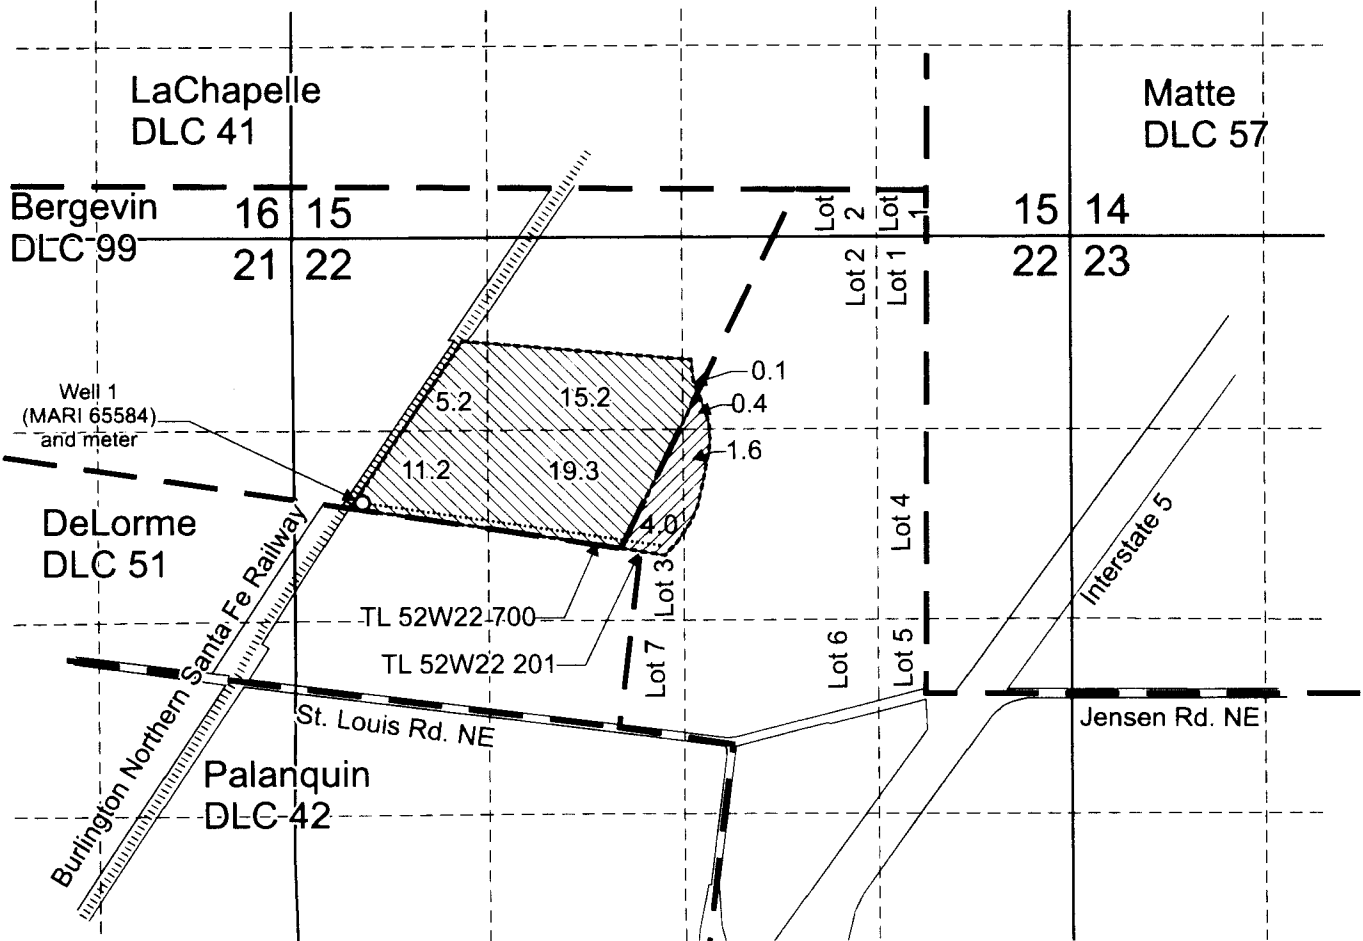 LaChapelle
DLC 41
Matte
DLC 57
Bergevin
DLC 99
16 15
21 22
Lot 2
Lot 1
Lot 2
Lot 1
15 14
22 23
Well 1
(MARI 65584)
and meter
5.2
15.2
0.1
0.4
1.6
11.2
19.3
4.0
DeLorme
DLC 51
Lot 4
Interstate 5
Lot 3
TL 52W22 700
TL 52W22 201
Lot 7
Lot 6
Lot 5
Burlington Northern Santa Fe Railway
St. Louis Rd. NE
Jensen Rd. NE
Palanquin
DLC 42